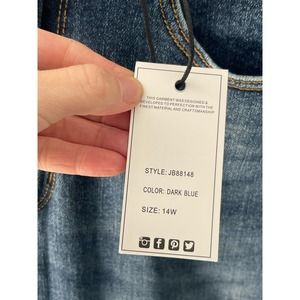 THIS GARMENT WAS DESIGNED &
DEVELOPED TO PERFECTION WITH THE
FINEST MATERIAL AND CRAFTSMANSHIP
STYLE: JB88148
COLOR: DARK BLUE
SIZE: 14W